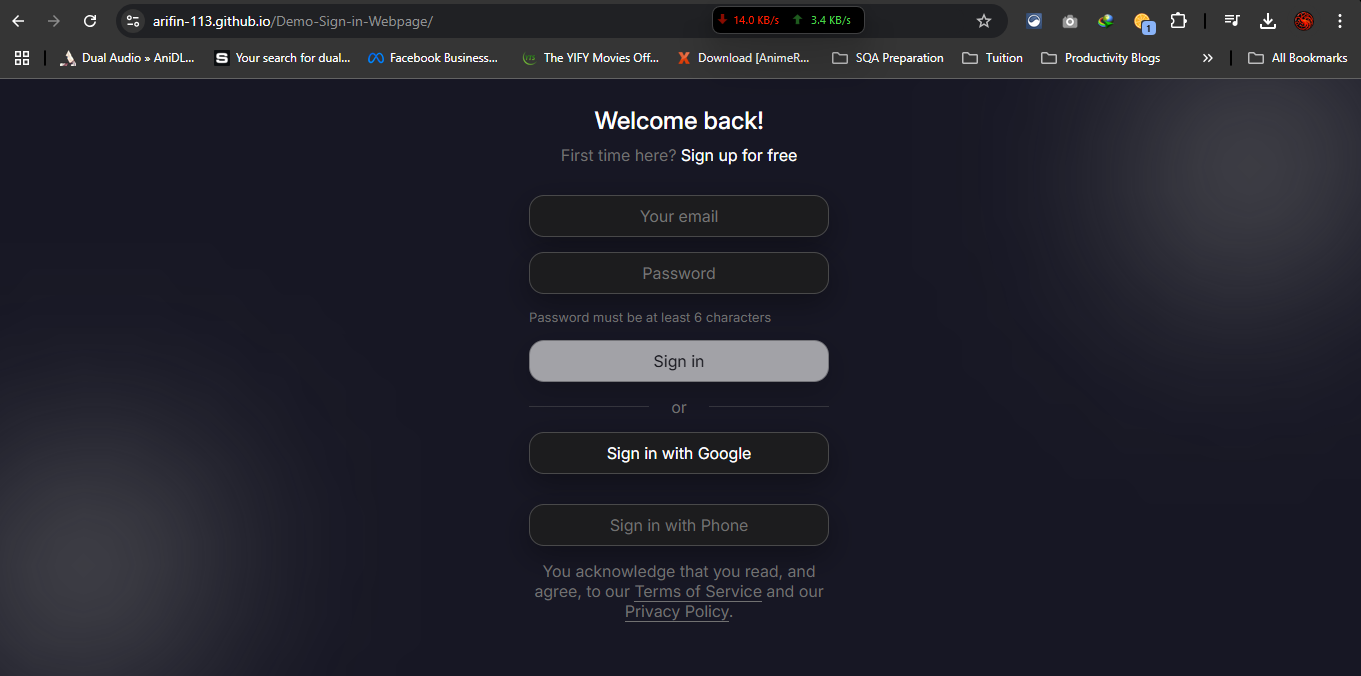 arifin-113.github.io/Demo-Sign-in-Webpage/
14.0 KB/s
3.4 KB/s
1
Dual Audio » AniDL...
S
Your search for dual...
Facebook Business...
The YIFY Movies Off...
X
Download [AnimeR...
SQA Preparation
Tuition
Productivity Blogs
»
All Bookmarks
Welcome back!
First time here? Sign up for free
Your email
Password
Password must be at least 6 characters
Sign in
or
Sign in with Google
Sign in with Phone
You acknowledge that you read, and
agree, to our Terms of Service and our
Privacy Policy.